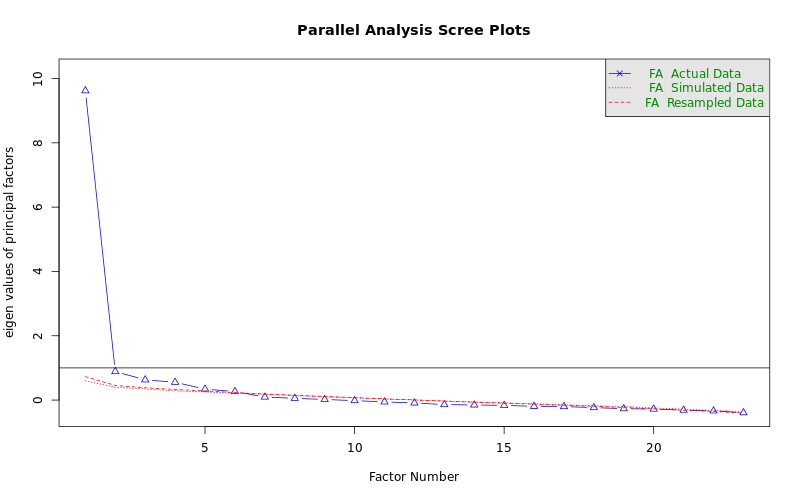 Parallel Analysis Scree Plots
FA Actual Data
FA Simulated Data
FA Resampled Data
eigen values of principal factors
10
8
6
4
2
0
5 10 15 20
Factor Number